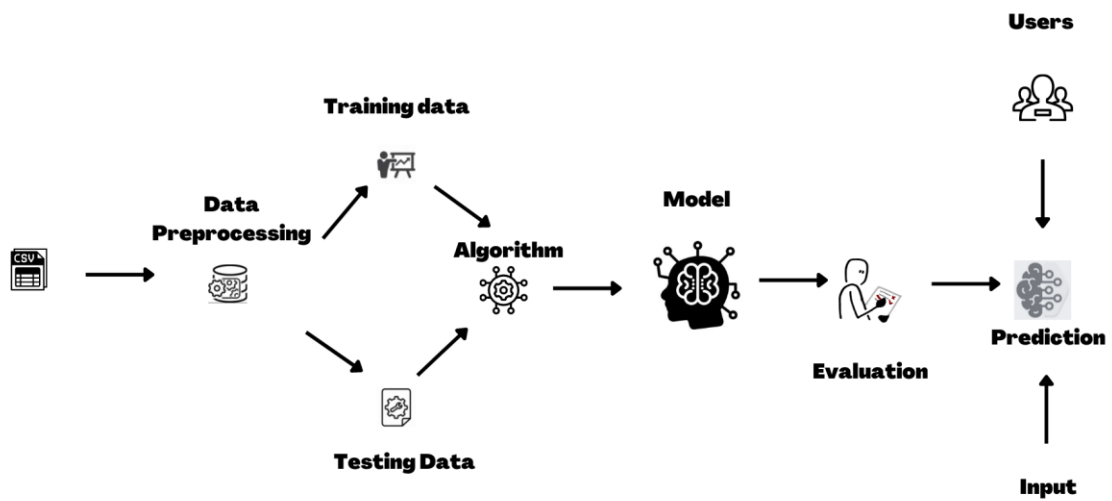 Users
Training data
Data
Preprocessing
Model
Algorithm
CSV
Prediction
Evaluation
Testing Data
Input